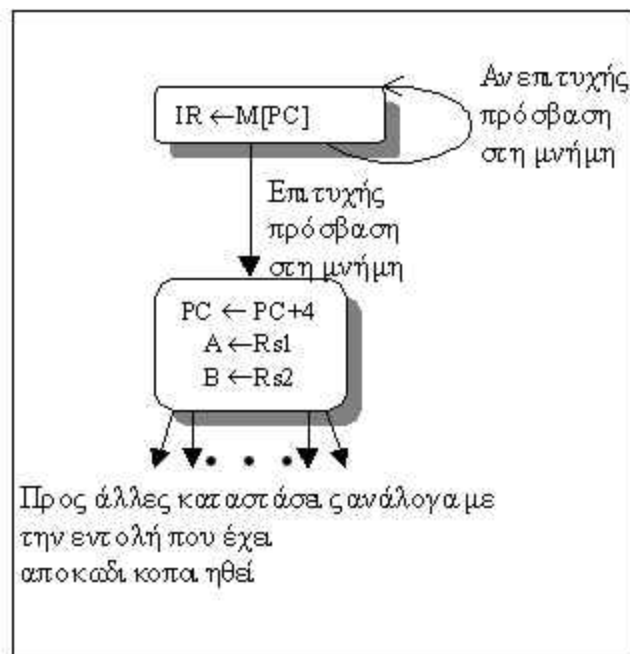 IR ←M[PC]
Ανεπιτυχής
πρόσβαση
στη μνήμη
Επιτυχής
πρόσβαση
στη μνήμη
PC ← PC+4
A ←Rs1
B ←Rs2
Προς άλλες καταστάσεις ανάλογα με
την εντολή που έχει
αποκωδικοποιηθεί